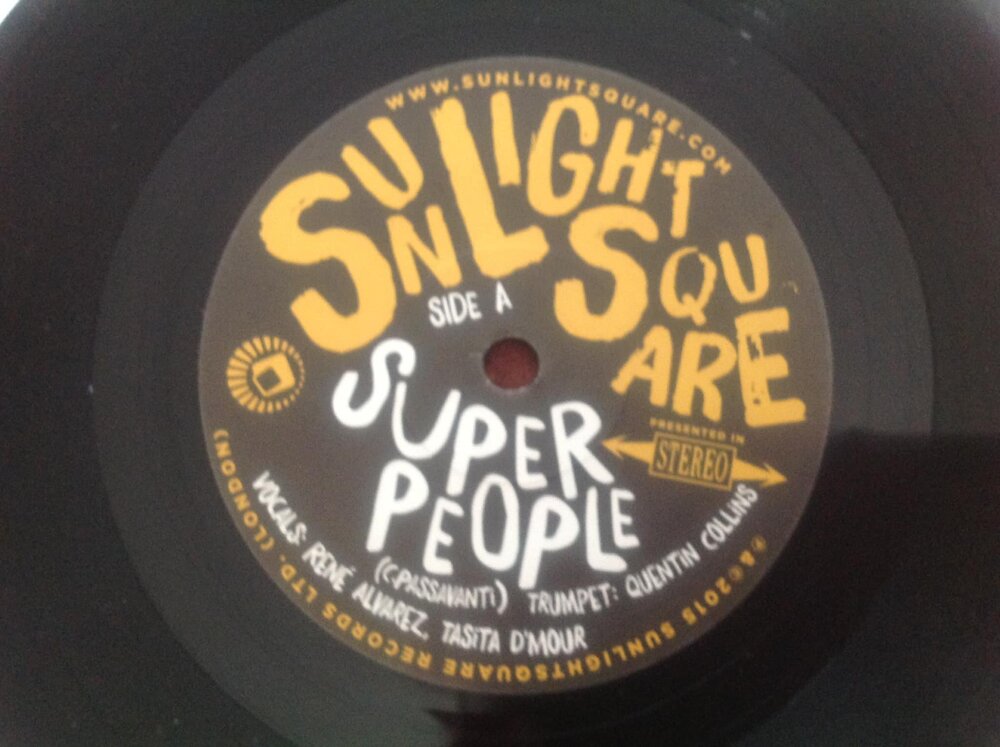 WWW.SUNLIGHTSQUARE.COM
SUNLIGHT
SQUARE
SIDE A
SUPER
PEOPLE
PRESENTED IN
STEREO
(C.PASSAVANTI)
VOCALS: RENÉ ALVAREZ, TASITA D'MOUR
TRUMPET: QUENTIN COLLINS
℗&©2015 SUNLIGHTSQUARE RECORDS LTD. (LONDON)